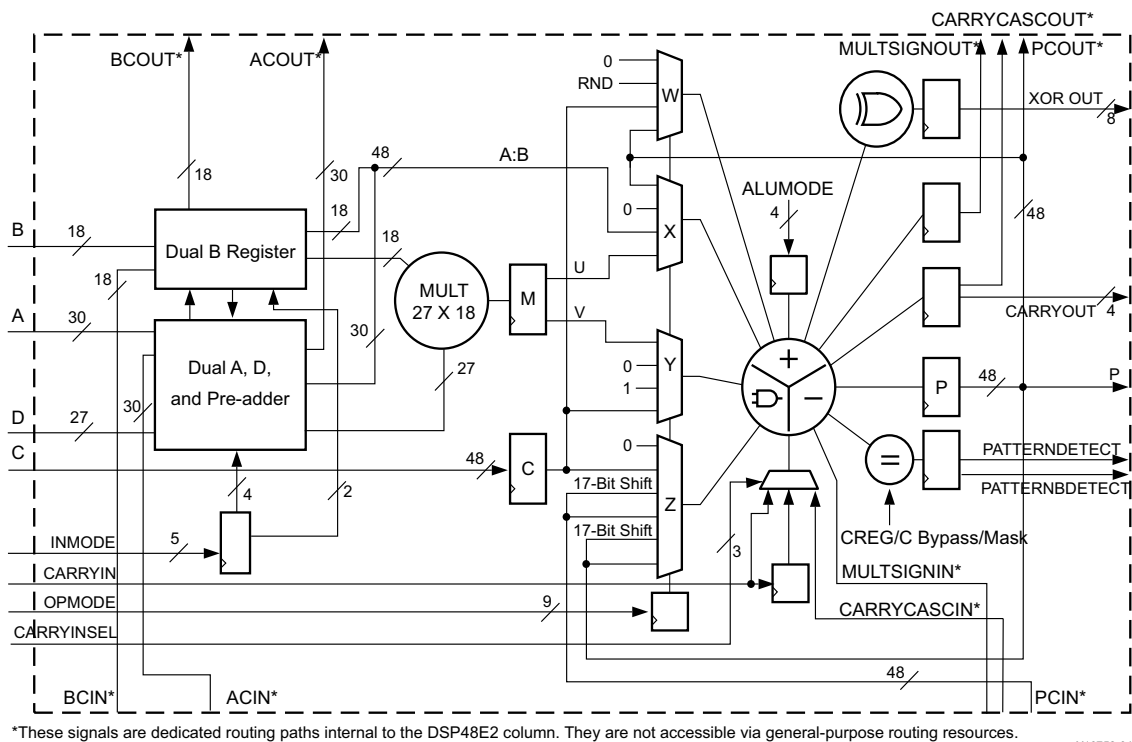 CARRYCASCOUT*
BCOUT*
ACOUT*
MULTSIGNOUT*
PCOUT*
0
RND
W
XOR OUT
8
A:B
48
18
30
18
ALUMODE
4
0
X
48
B
18
Dual B Register
18
18
U
MULT
27 X 18
M
V
A
30
30
CARRYOUT
4
Dual A, D,
and Pre-adder
27
Y
0
1
+
−
P
48
P
30
D
27
C
48
C
0
=
PATTERNDETECT
PATTERNBDETECT
17-Bit Shift
Z
17-Bit Shift
4
2
INMODE
5
3
CREG/C Bypass/Mask
CARRYIN
MULTSIGNIN*
OPMODE
9
CARRYCASCIN*
CARRYINSEL
48
BCIN*
ACIN*
PCIN*
*These signals are dedicated routing paths internal to the DSP48E2 column. They are not accessible via general-purpose routing resources.